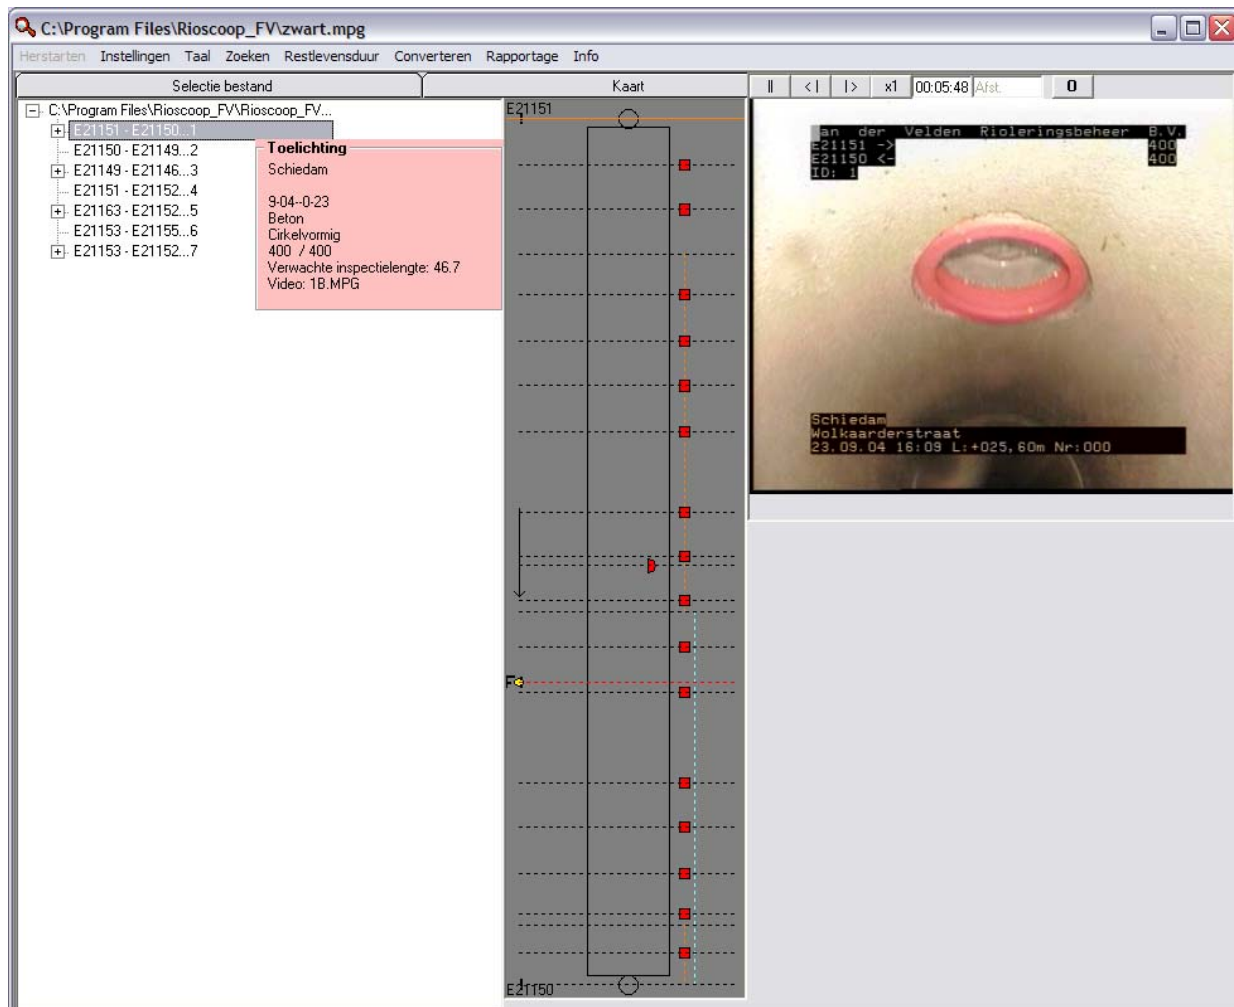 C:\Program Files\Rioscoop_FV\zwart.mpg
Herstarten Instellingen Taal Zoeken Restlevensduur Converteren Rapportage Info
Selectie bestand Kaart
|| <| |> x1 00:05:48 Afst. 0
C:\Program Files\Rioscoop_FV\Rioscoop_FV...
E21151 - E21150...1
E21150 - E21149...2
E21149 - E21146...3
E21151 - E21152...4
E21163 - E21152...5
E21153 - E21155...6
E21153 - E21152...7
Toelichting
Schiedam
9-04--0-23
Beton
Cirkelvormig
400 / 400
Verwachte inspectielengte: 46.7
Video: 1B.MPG
E21151
F
E21150
an der Velden Rioleringsbeheer B.V.
E21151 -> 400
E21150 <- 400
ID: 1
Schiedam
Wolkaarderstraat
23.09.04 16:09 L:+025,60m Nr:000